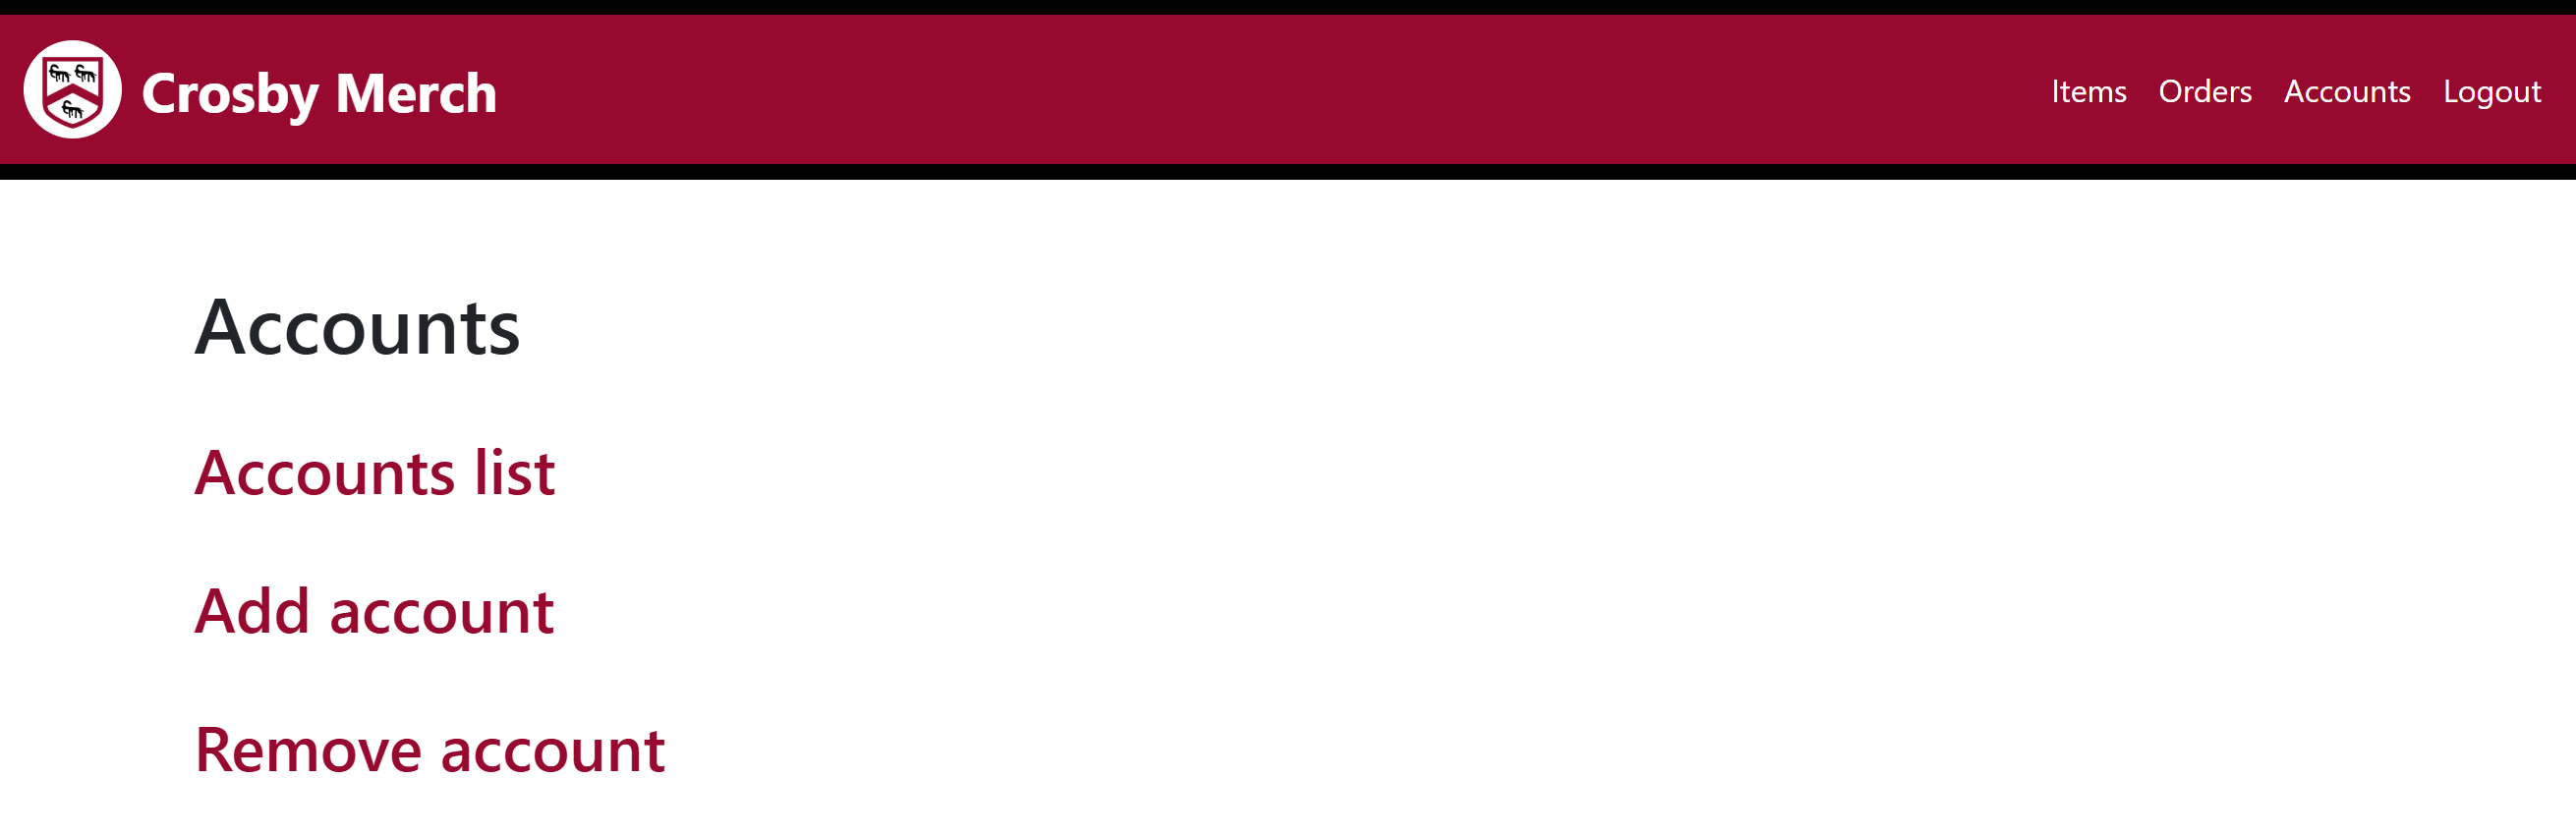 Crosby Merch
Items Orders Accounts Logout
Accounts
Accounts list
Add account
Remove account